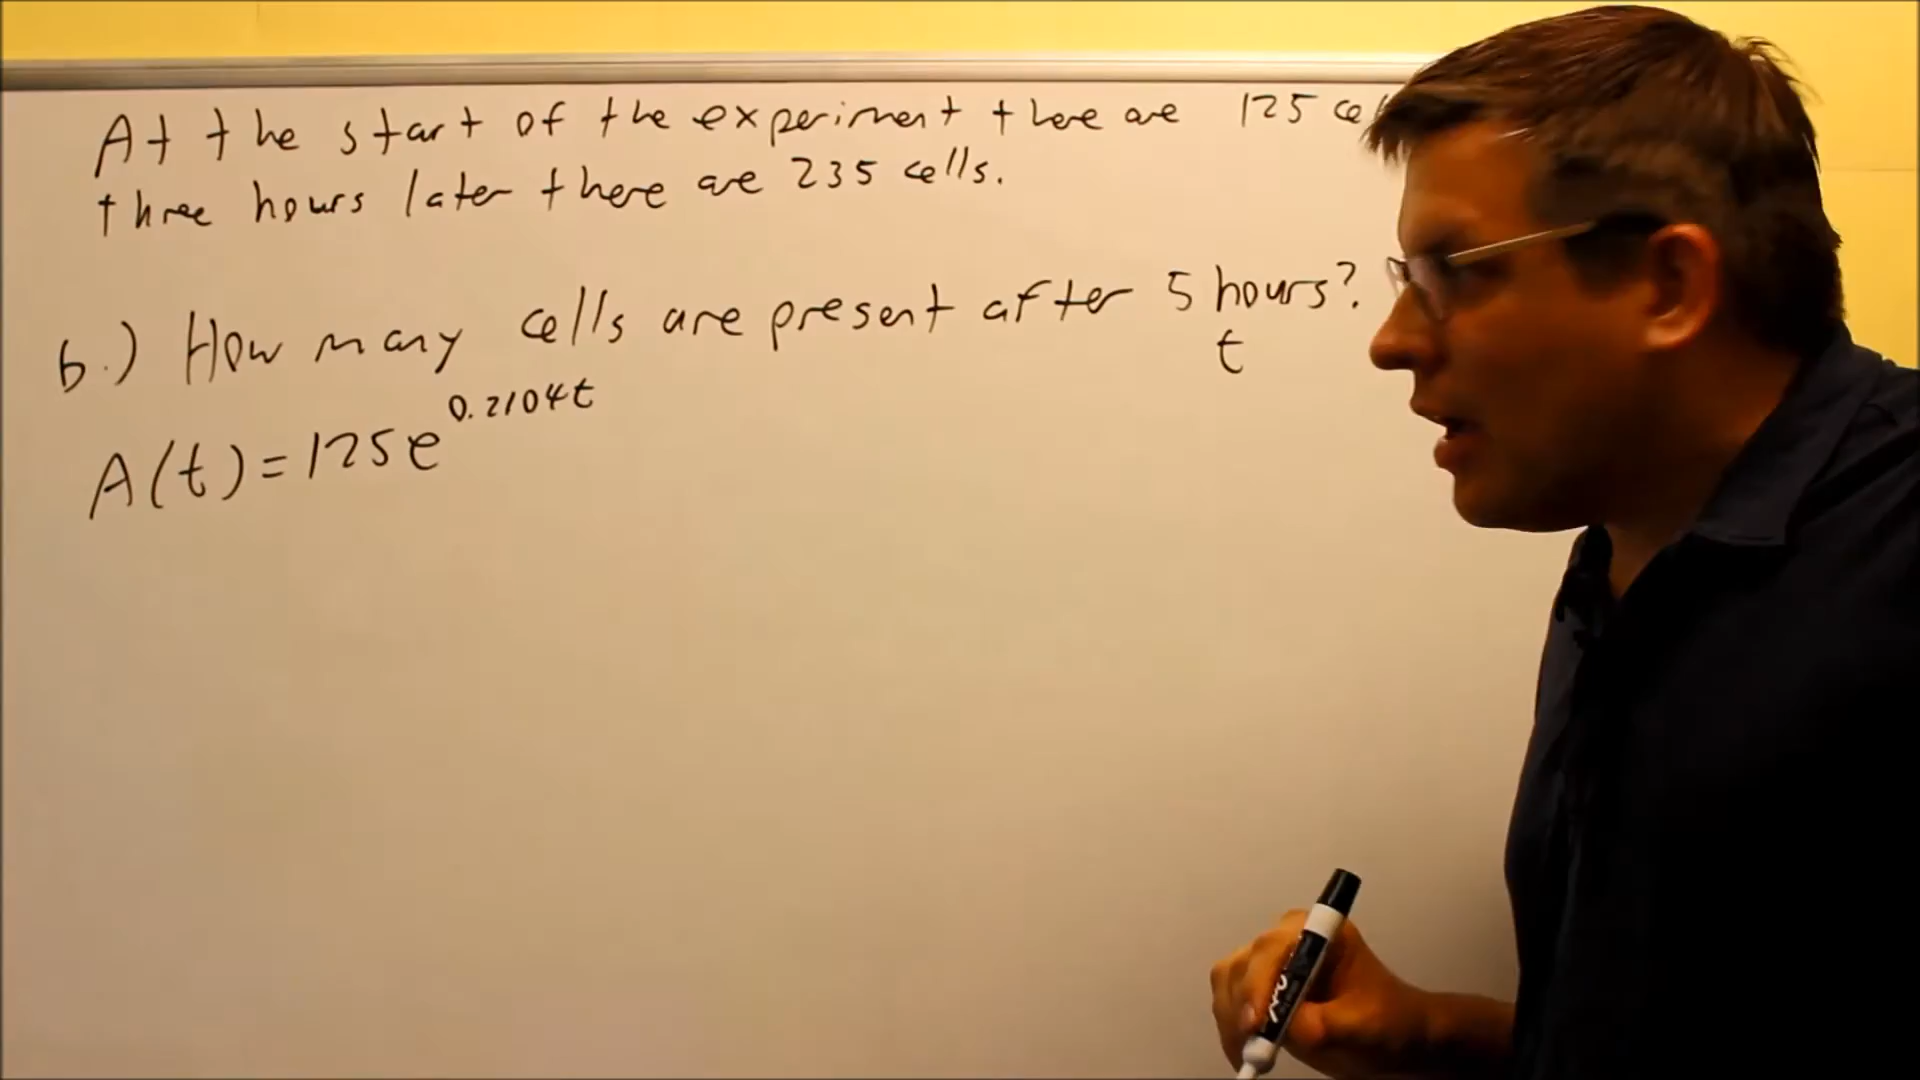 At the start of the experiment there are 125
three hours later there are 235 cells.
b.) How many cells are present after 5 hours?
t
A(t)=125e^0.2104t